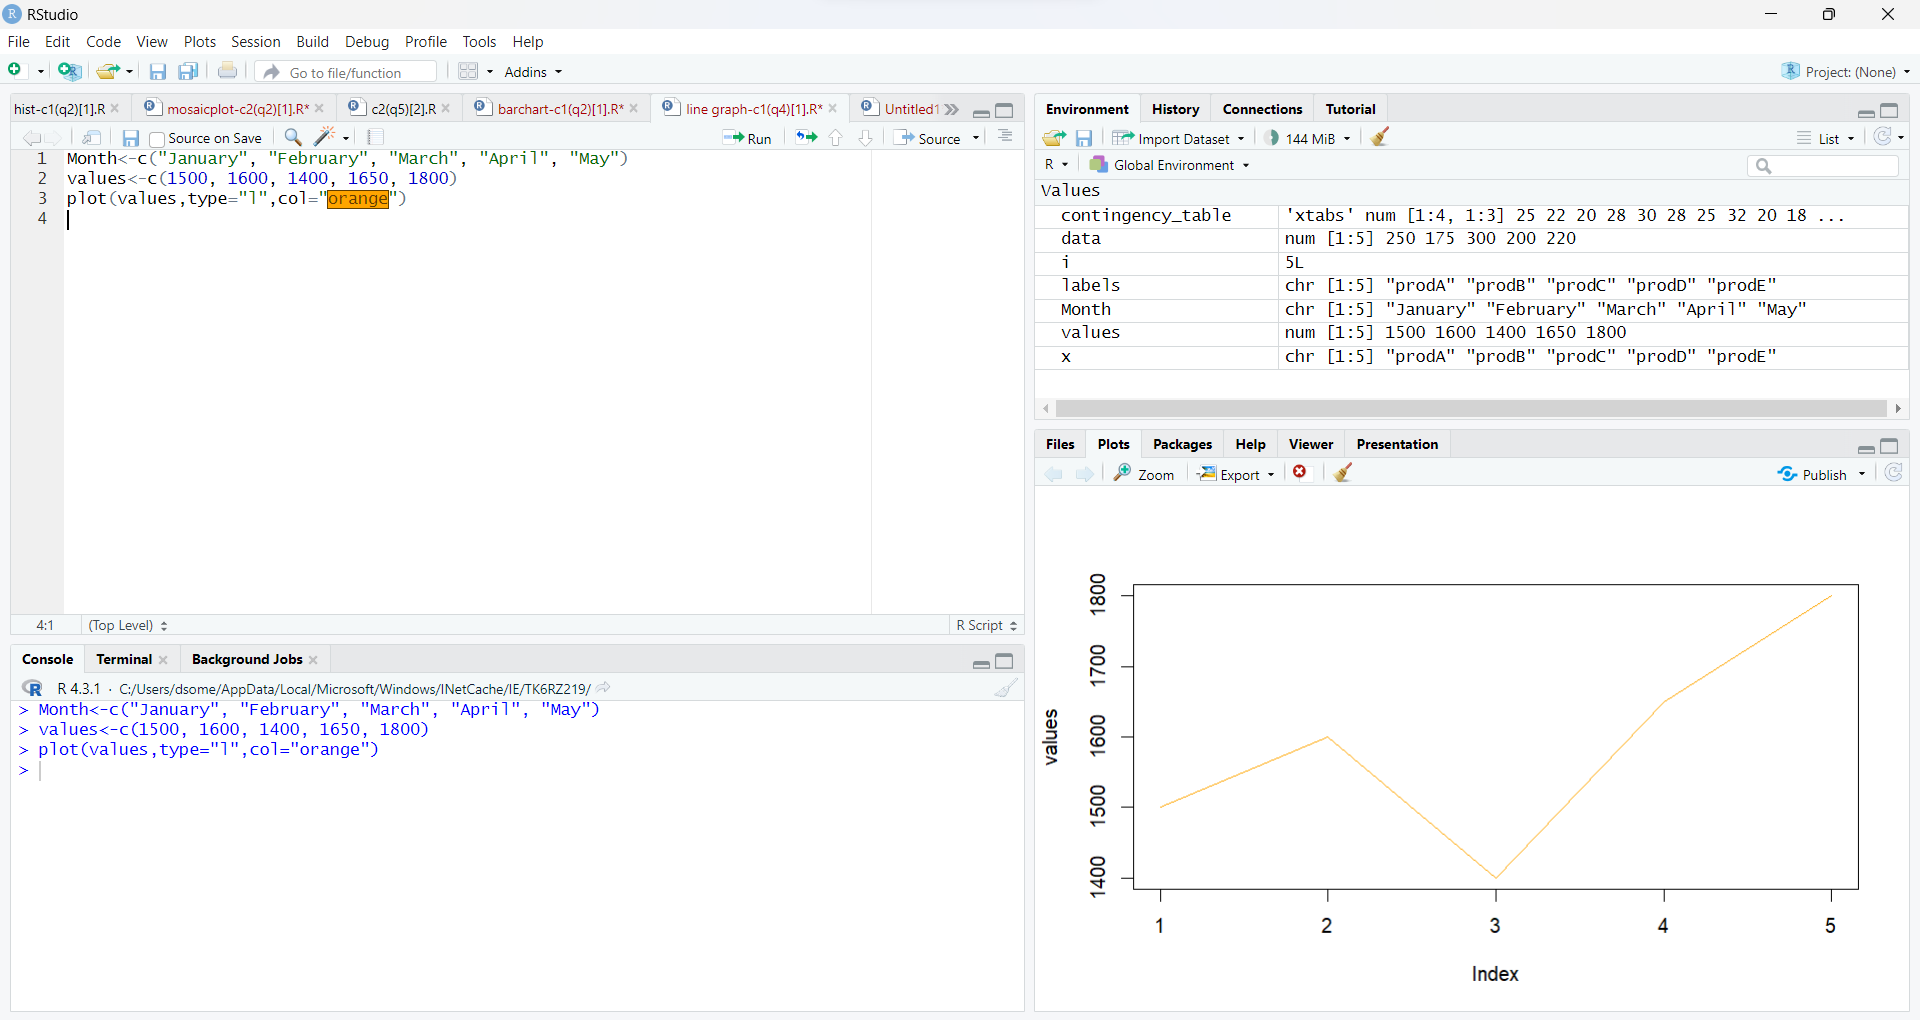 RStudio
File Edit Code View Plots Session Build Debug Profile Tools Help
Go to file/function Addins Project: (None)
hist-c1(q2)[1].R mosaicplot-c2(q2)[1].R* c2(q5)[2].R barchart-c1(q2)[1].R* line graph-c1(q4)[1].R* Untitled1
Source on Save Run Source
1 Month<-c("January", "February", "March", "April", "May")
2 values<-c(1500, 1600, 1400, 1650, 1800)
3 plot(values,type="l",col="orange")
4
4:1 (Top Level) R Script
Console Terminal Background Jobs
R 4.3.1 · C:/Users/dsome/AppData/Local/Microsoft/Windows/INetCache/IE/TK6RZ219/
> Month<-c("January", "February", "March", "April", "May")
> values<-c(1500, 1600, 1400, 1650, 1800)
> plot(values,type="l",col="orange")
>
Environment History Connections Tutorial
Import Dataset 144 MiB List
R Global Environment
Values
contingency_table 'xtabs' num [1:4, 1:3] 25 22 20 28 30 28 25 32 20 18 ...
data num [1:5] 250 175 300 200 220
i 5L
labels chr [1:5] "prodA" "prodB" "prodC" "prodD" "prodE"
Month chr [1:5] "January" "February" "March" "April" "May"
values num [1:5] 1500 1600 1400 1650 1800
x chr [1:5] "prodA" "prodB" "prodC" "prodD" "prodE"
Files Plots Packages Help Viewer Presentation
Zoom Export Publish
values
1800
1700
1600
1500
1400
1 2 3 4 5
Index